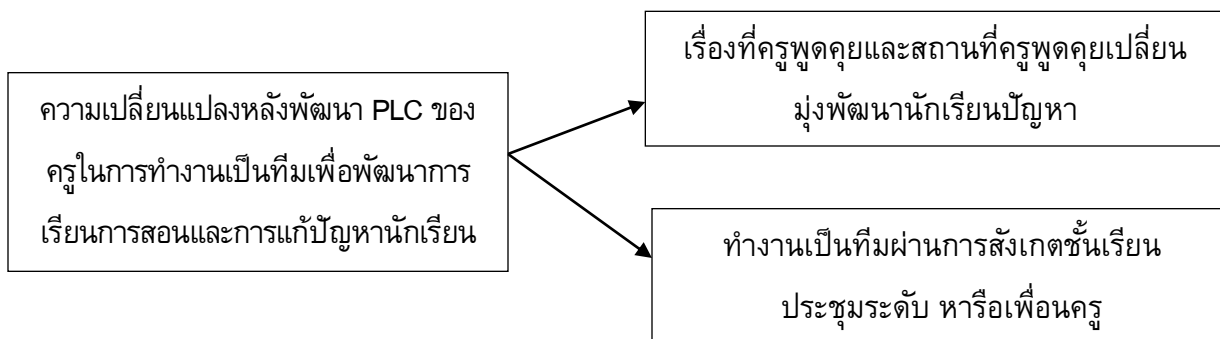 ความเปลี่ยนแปลงหลังพัฒนา PLC ของ
ครูในการทำงานเป็นทีมเพื่อพัฒนาการ
เรียนการสอนและการแก้ปัญหานักเรียน
เรื่องที่ครูพูดคุยและสถานที่ครูพูดคุยเปลี่ยน
มุ่งพัฒนานักเรียนปัญหา
ทำงานเป็นทีมผ่านการสังเกตชั้นเรียน
ประชุมระดับ หารือเพื่อนครู